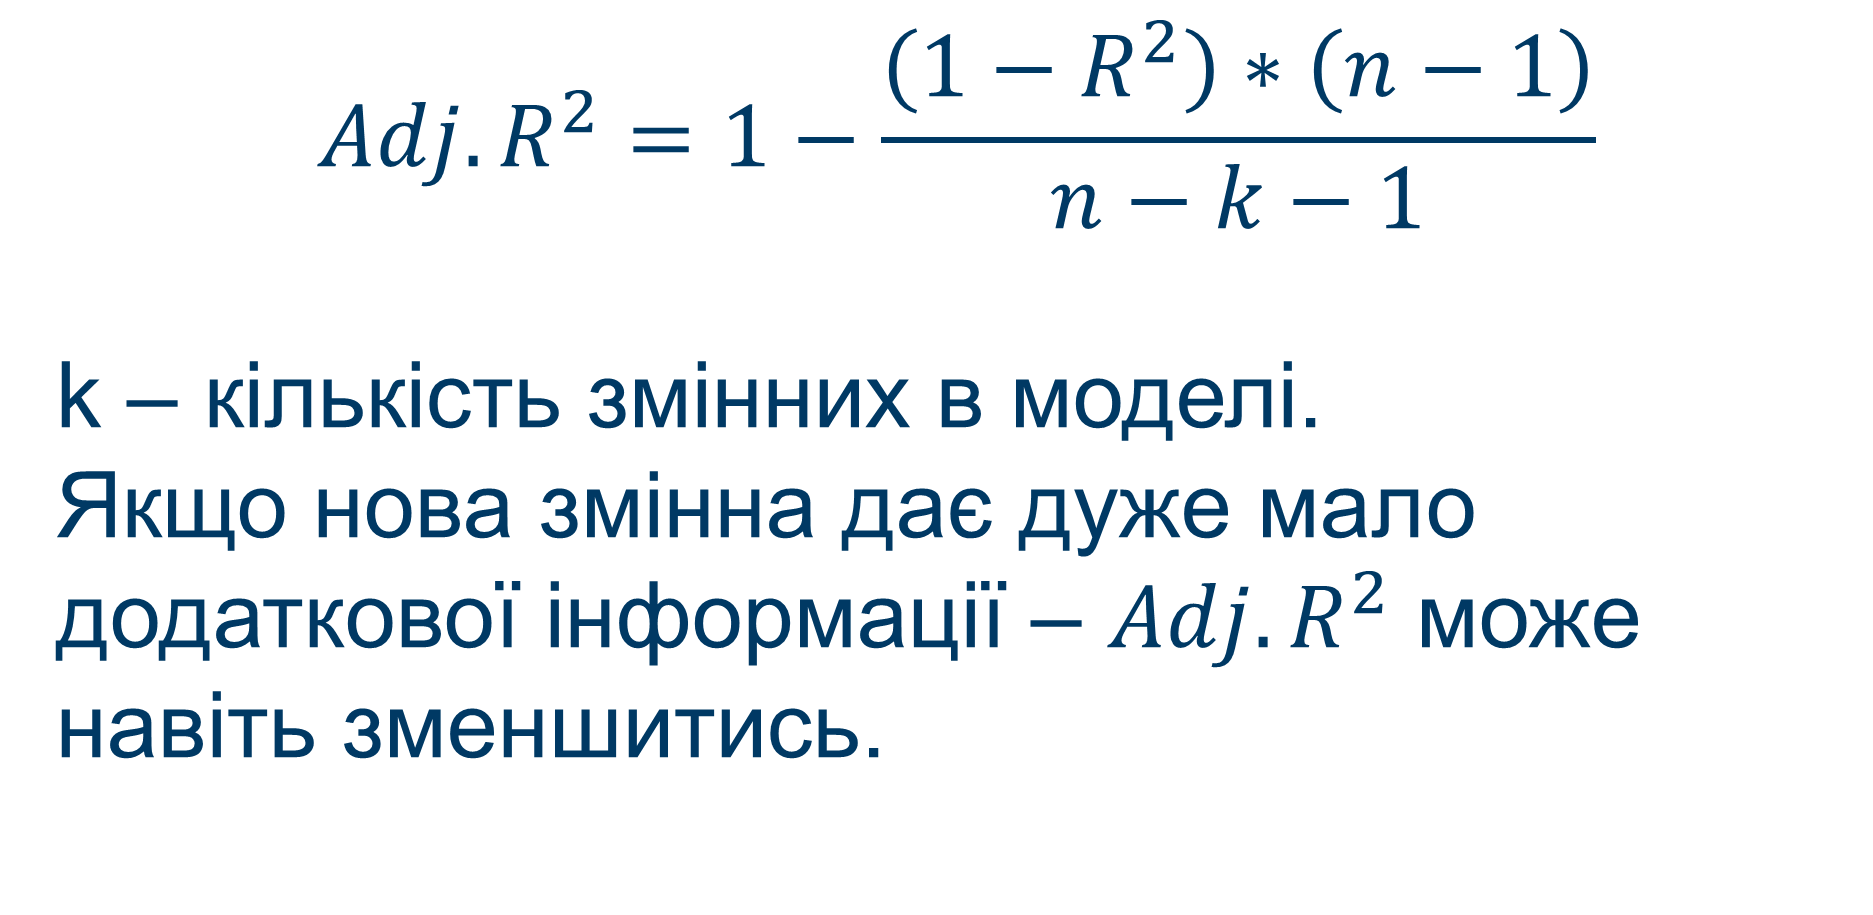 Adj. R² = 1 − ((1 − R²) ∗ (n − 1)) / (n − k − 1)
k – кількість змінних в моделі.
Якщо нова змінна дає дуже мало
додаткової інформації – Adj. R² може
навіть зменшитись.